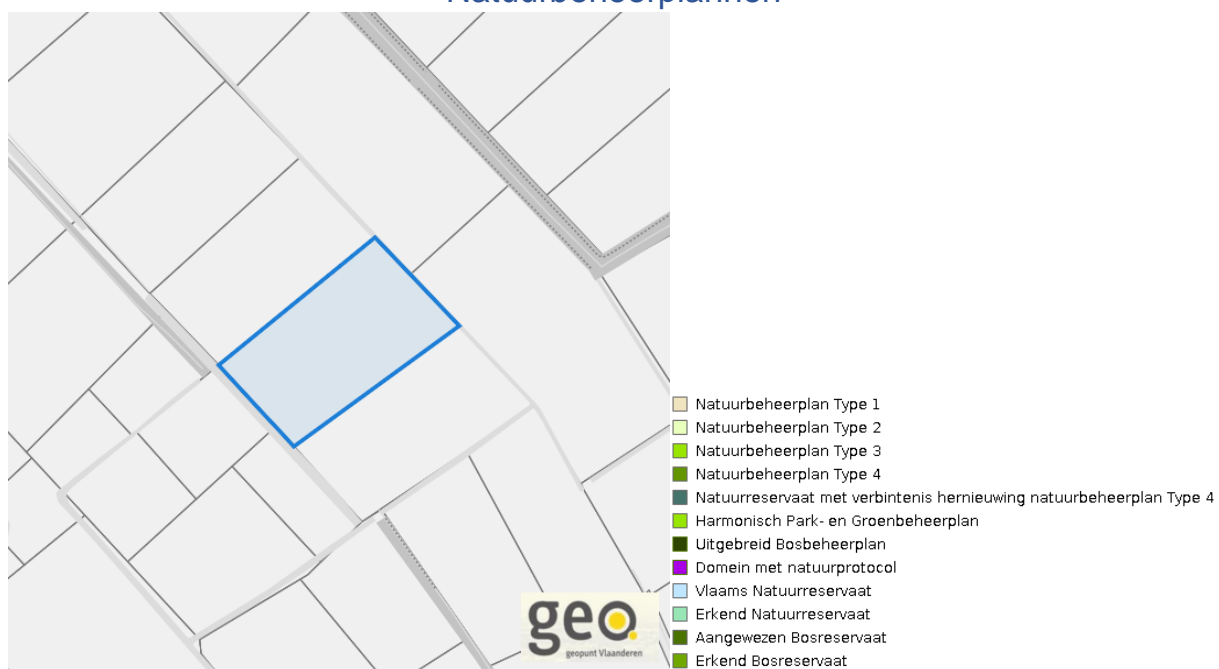 Natuurbeheerplannen
Natuurbeheerplan Type 1
Natuurbeheerplan Type 2
Natuurbeheerplan Type 3
Natuurbeheerplan Type 4
Natuurreservaat met verbintenis hernieuwing natuurbeheerplan Type 4
Harmonisch Park- en Groenbeheerplan
Uitgebreid Bosbeheerplan
Domein met natuurprotocol
Vlaams Natuurreservaat
Erkend Natuurreservaat
Aangewezen Bosreservaat
Erkend Bosreservaat
geo
geopunt Vlaanderen